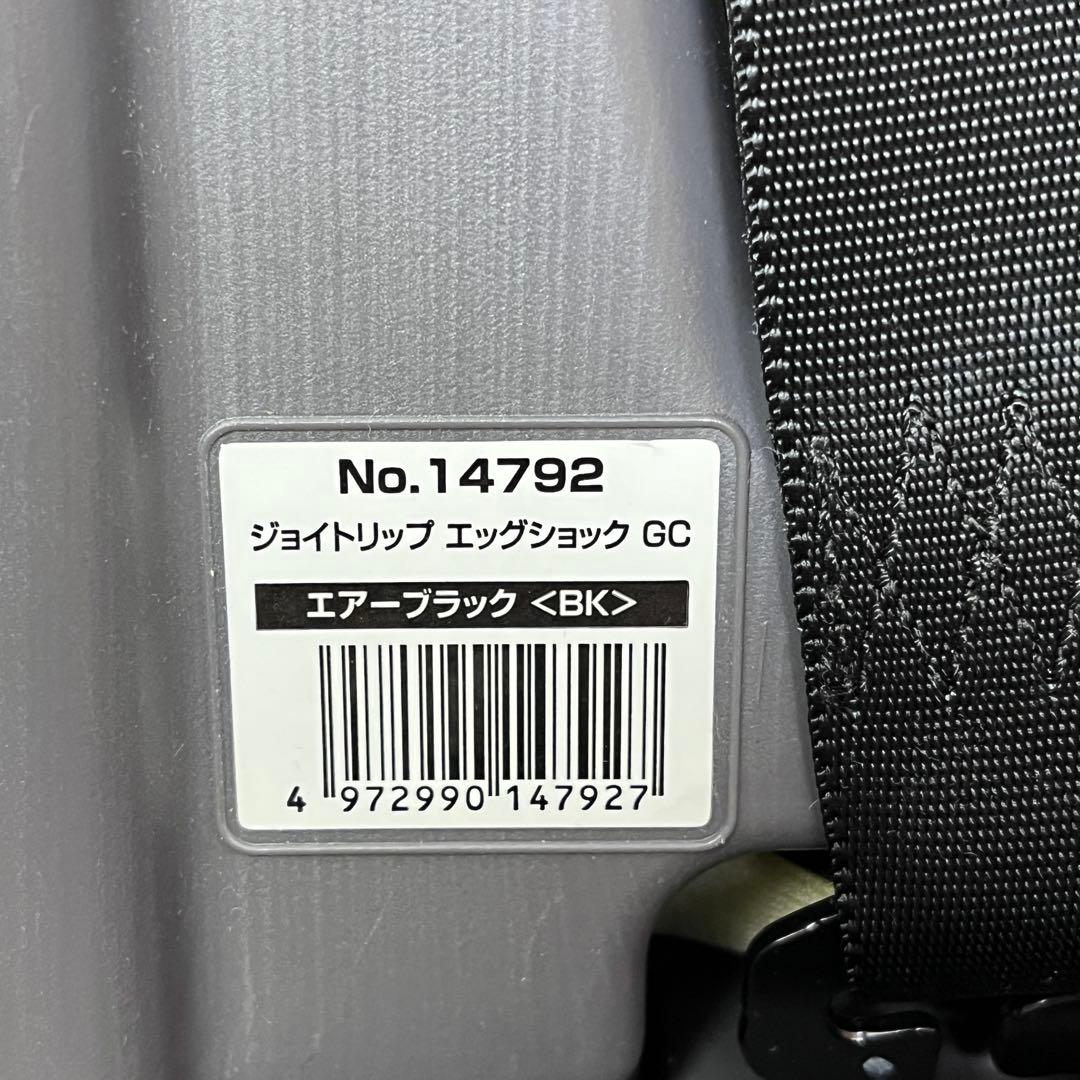 No.14792
ジョイトリップ エッグショック GC
エアーブラック <BK>
4 972990 147927